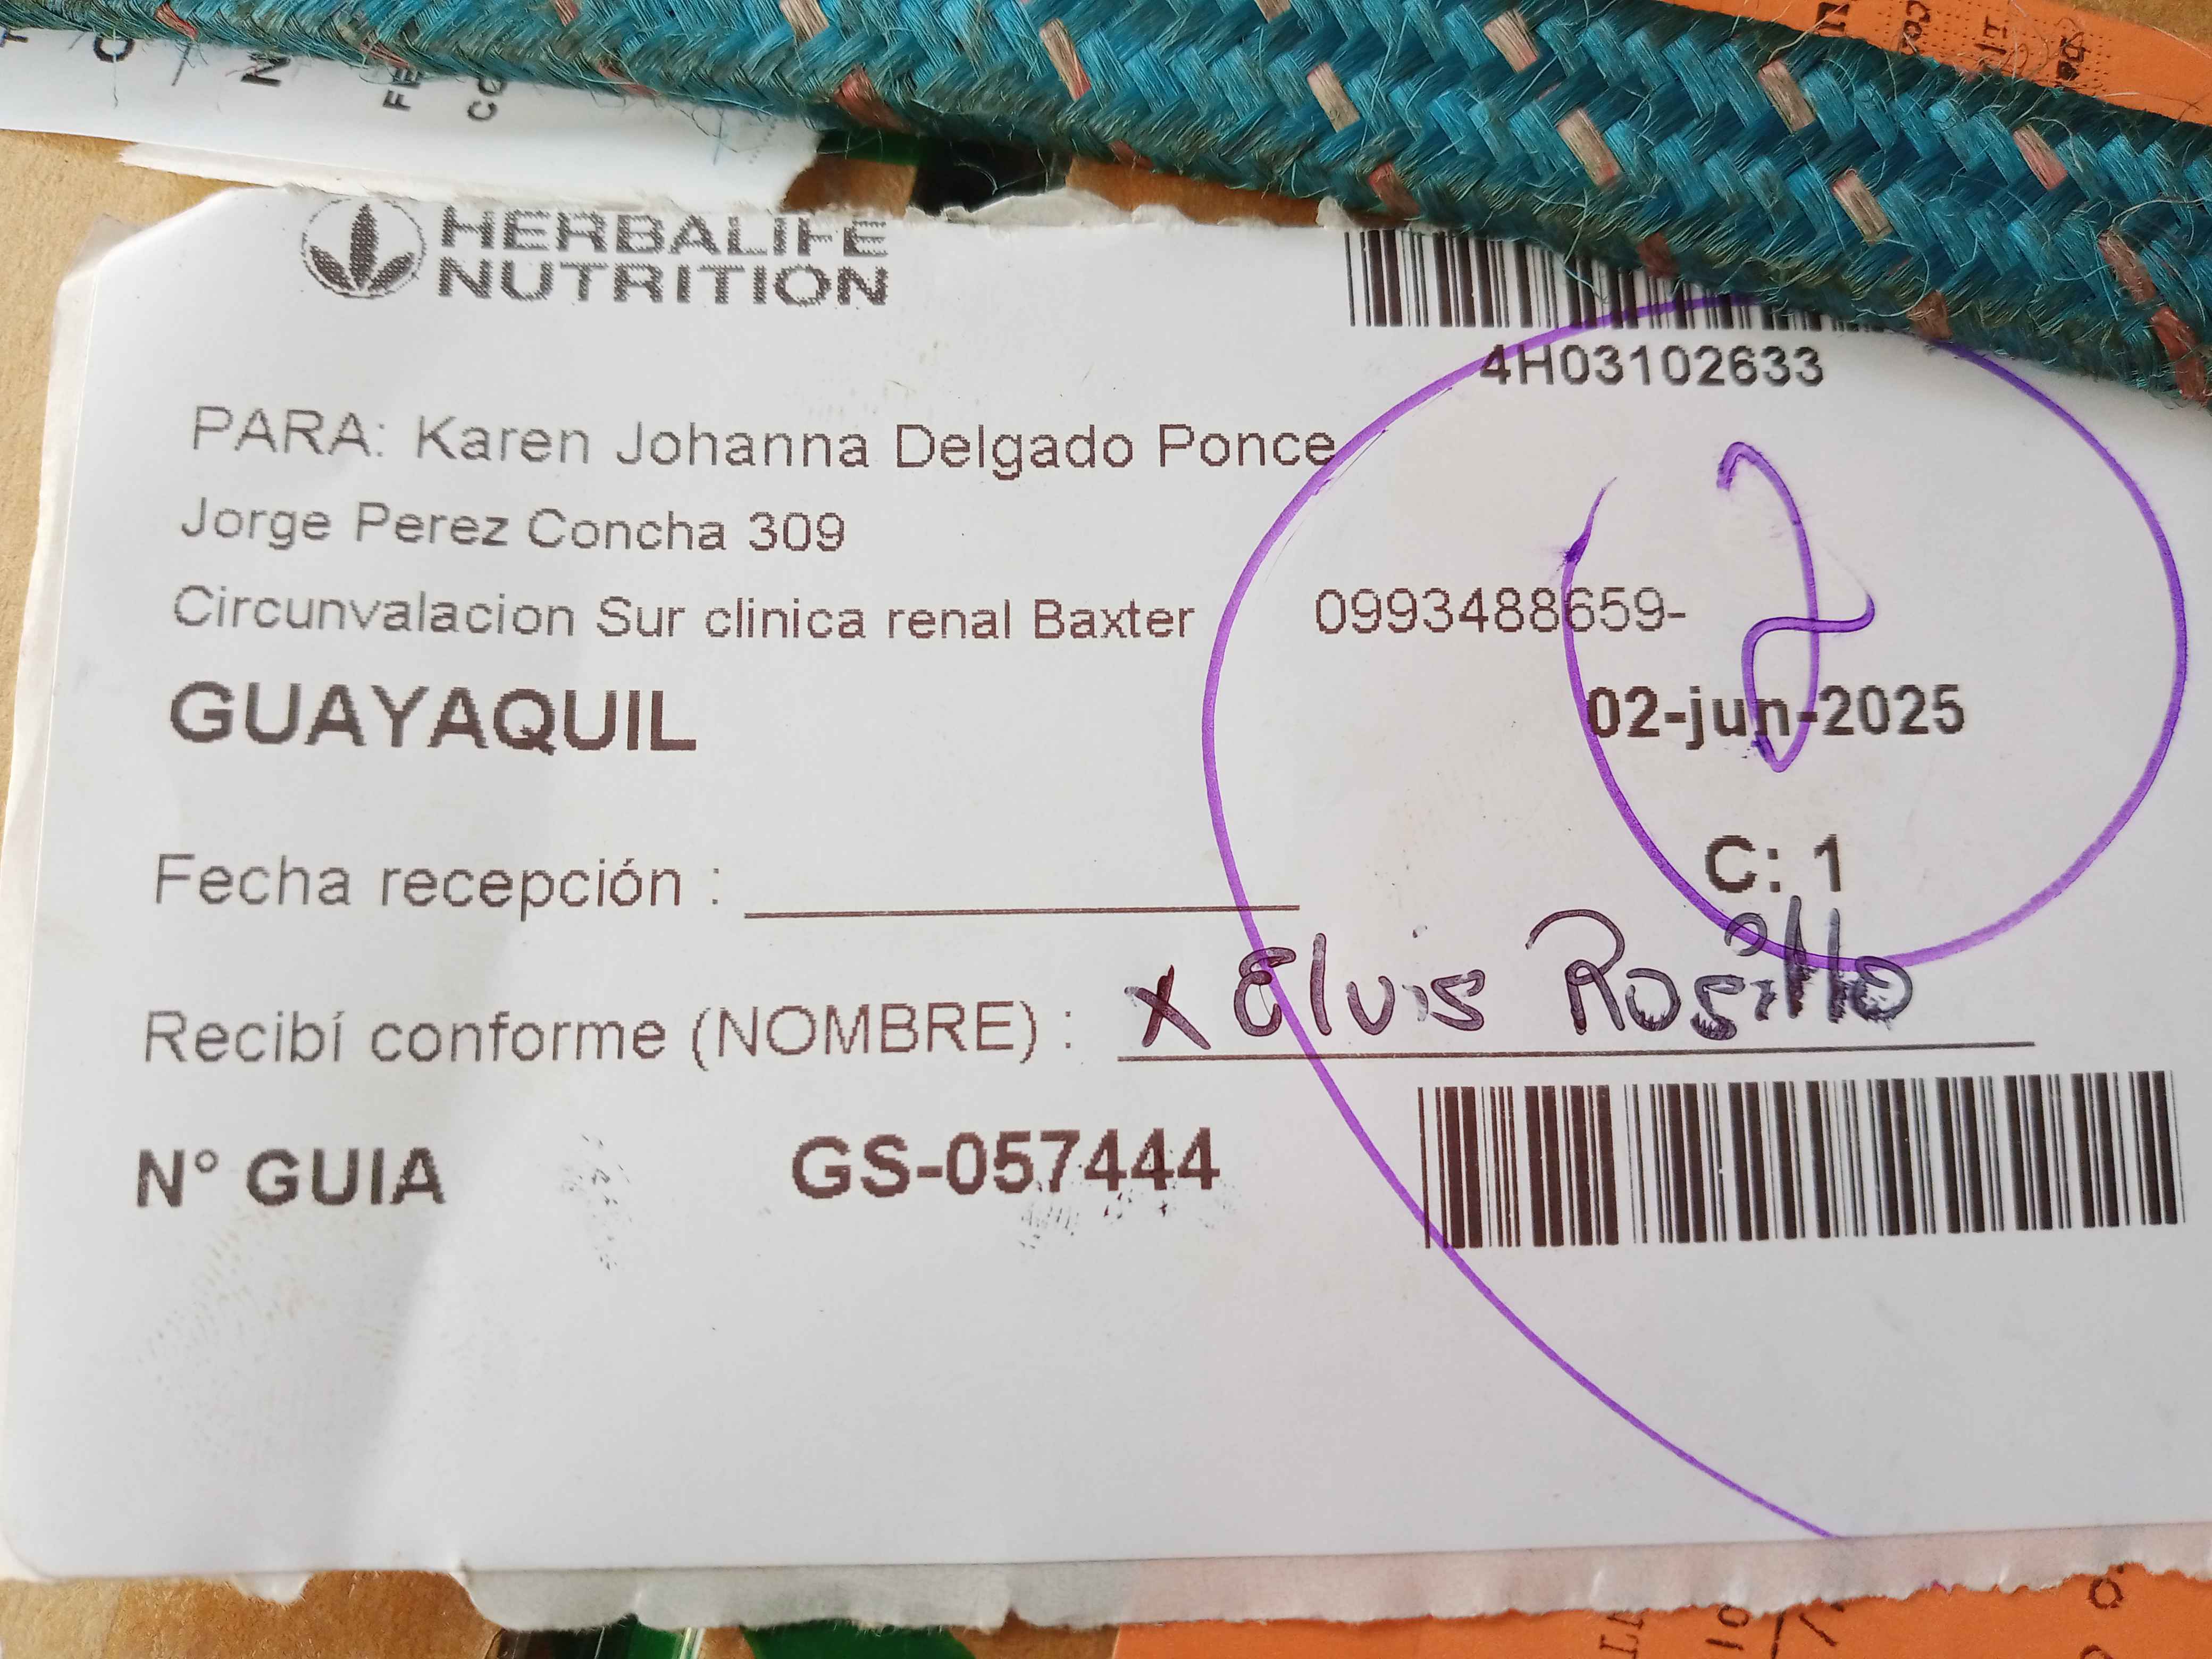 HERBALIFE
NUTRITION
4H03102633
PARA: Karen Johanna Delgado Ponce
Jorge Perez Concha 309
Circunvalacion Sur clinica renal Baxter 0993488659-
GUAYAQUIL 02-jun-2025
C: 1
Fecha recepción :
Recibí conforme (NOMBRE) : x Elvis Rosillo
N° GUIA GS-057444